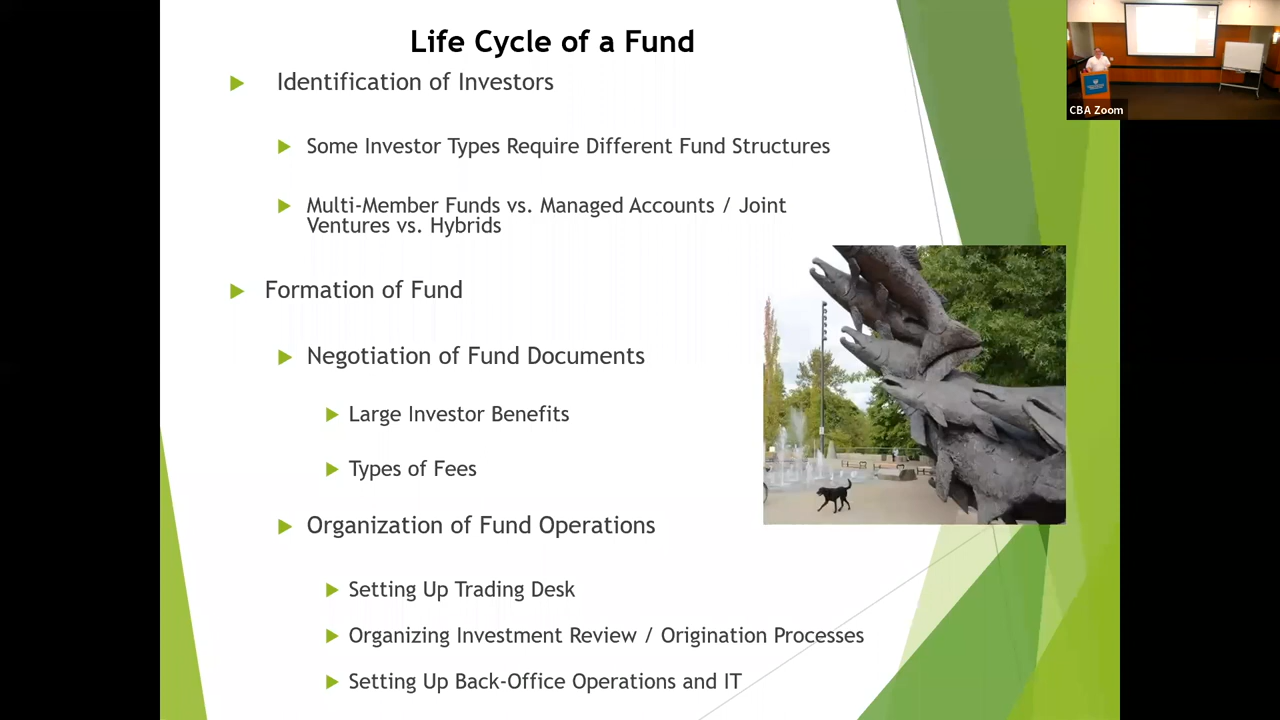 Life Cycle of a Fund
Identification of Investors
Some Investor Types Require Different Fund Structures
Multi-Member Funds vs. Managed Accounts / Joint
Ventures vs. Hybrids
Formation of Fund
Negotiation of Fund Documents
Large Investor Benefits
Types of Fees
Organization of Fund Operations
Setting Up Trading Desk
Organizing Investment Review / Origination Processes
Setting Up Back-Office Operations and IT
CBA Zoom